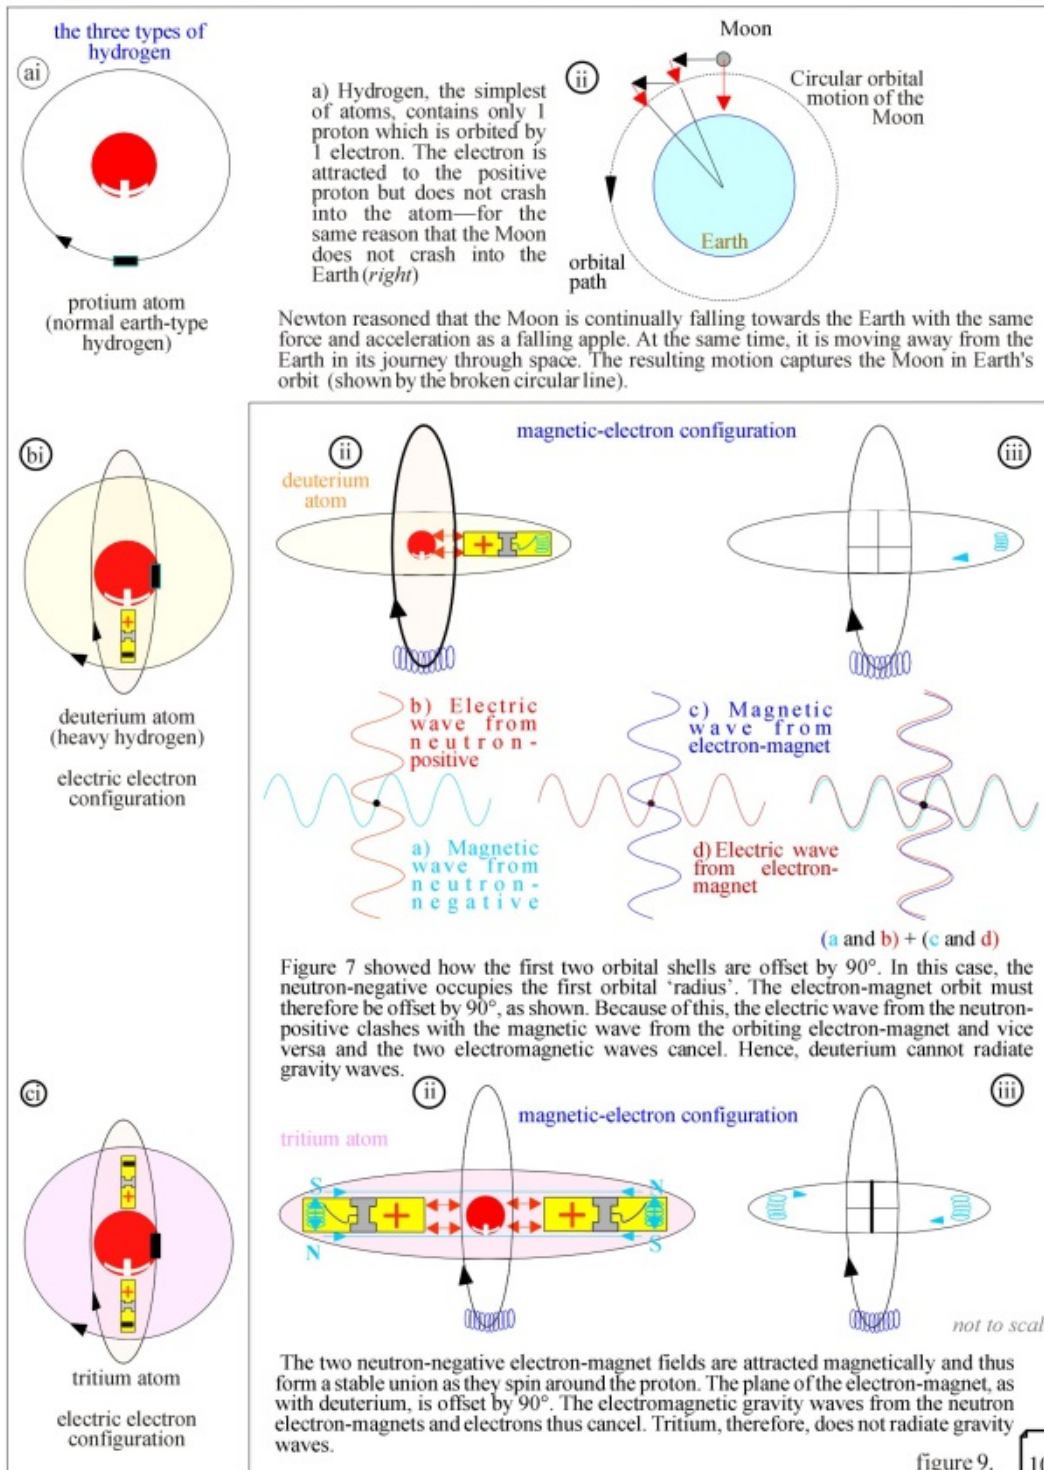 the three types of
hydrogen
ai
protium atom
(normal earth-type
hydrogen)
a) Hydrogen, the simplest
of atoms, contains only 1
proton which is orbited by
1 electron. The electron is
attracted to the positive
proton but does not crash
into the atom—for the
same reason that the Moon
does not crash into the
Earth (right)
ii
Moon
Circular orbital
motion of the
Moon
Earth
orbital
path
Newton reasoned that the Moon is continually falling towards the Earth with the same
force and acceleration as a falling apple. At the same time, it is moving away from the
Earth in its journey through space. The resulting motion captures the Moon in Earth's
orbit (shown by the broken circular line).
bi
+
deuterium atom
(heavy hydrogen)
electric electron
configuration
ii
magnetic-electron configuration
iii
deuterium
atom
+
b) Electric
wave from
neutron-
positive
a) Magnetic
wave from
neutron-
negative
c) Magnetic
wave from
electron-magnet
d) Electric wave
from electron-
magnet
(a and b) + (c and d)
Figure 7 showed how the first two orbital shells are offset by 90°. In this case, the
neutron-negative occupies the first orbital ‘radius’. The electron-magnet orbit must
therefore be offset by 90°, as shown. Because of this, the electric wave from the neutron-
positive clashes with the magnetic wave from the orbiting electron-magnet and vice
versa and the two electromagnetic waves cancel. Hence, deuterium cannot radiate
gravity waves.
ci
+
+
tritium atom
electric electron
configuration
ii
magnetic-electron configuration
iii
tritium atom
S
N
+
+
N
S
not to scal
The two neutron-negative electron-magnet fields are attracted magnetically and thus
form a stable union as they spin around the proton. The plane of the electron-magnet, as
with deuterium, is offset by 90°. The electromagnetic gravity waves from the neutron
electron-magnets and electrons thus cancel. Tritium, therefore, does not radiate gravity
waves.
figure 9.